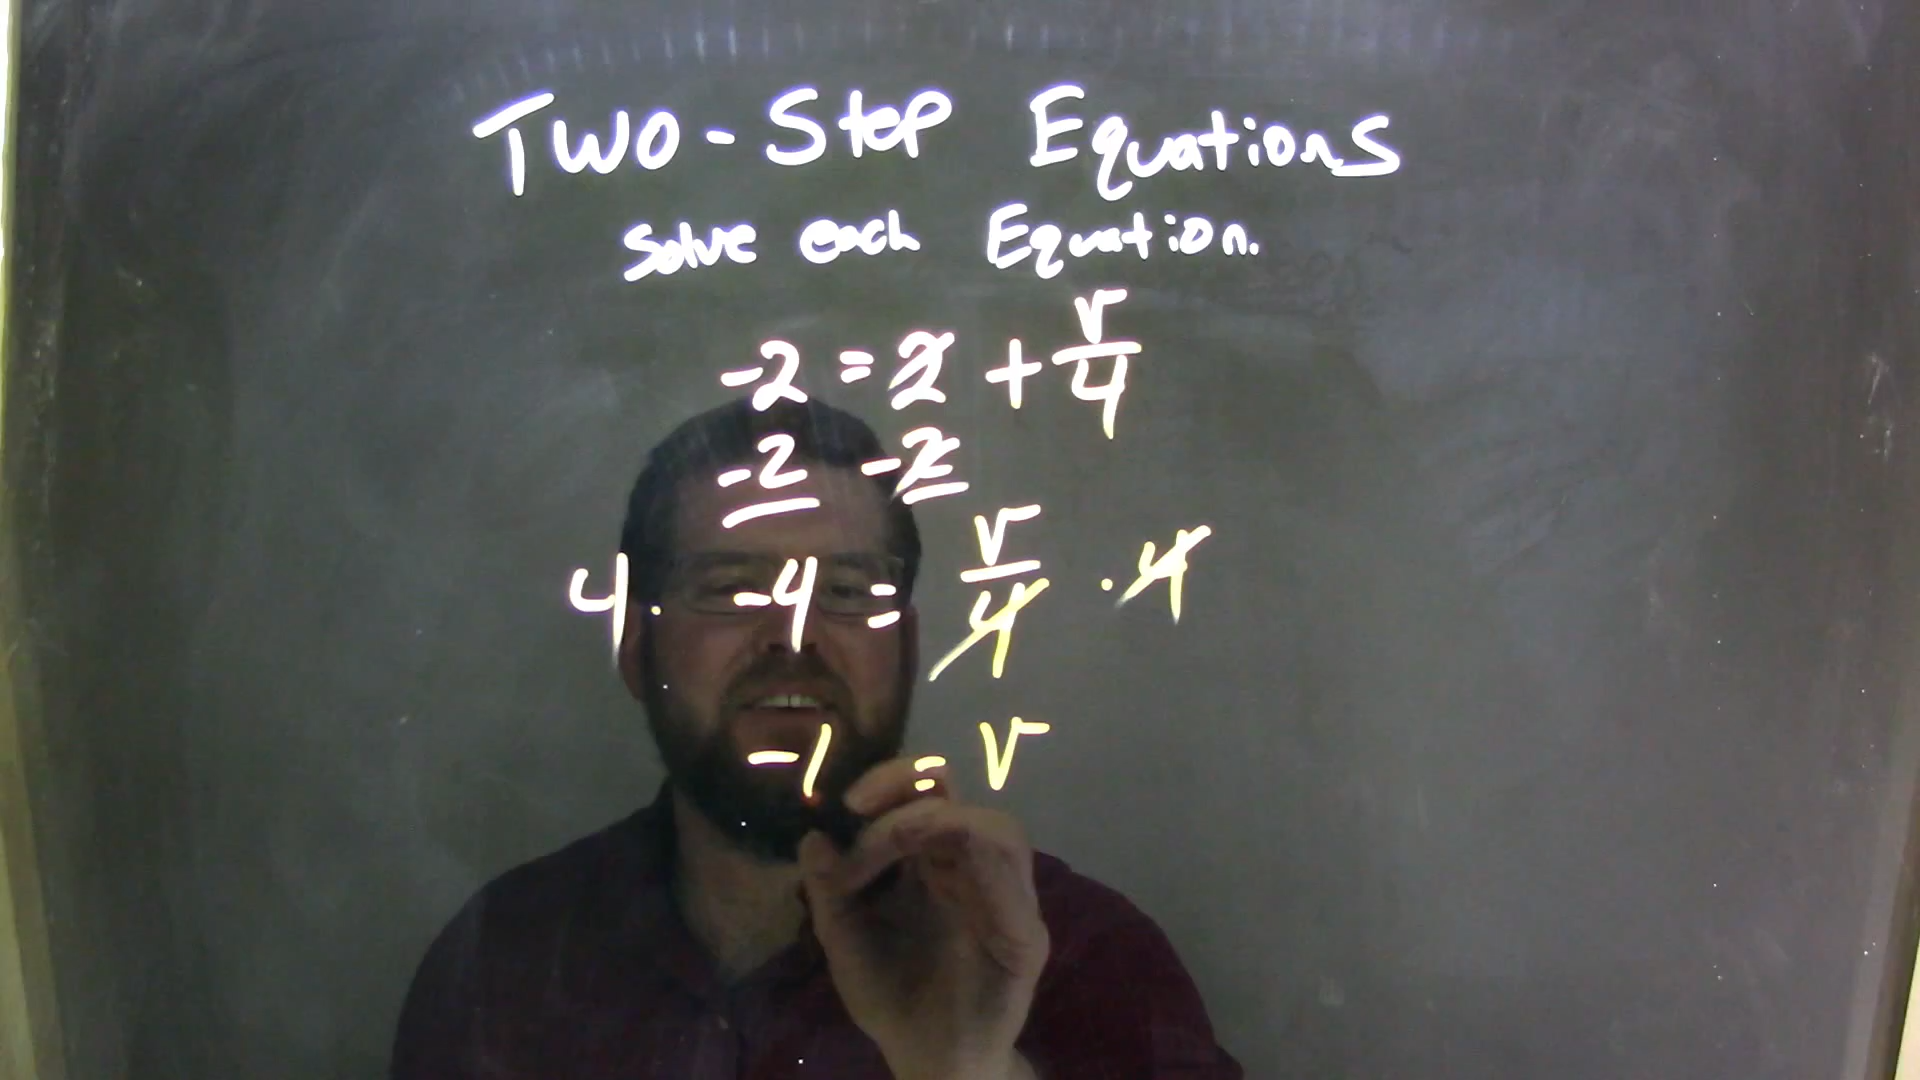 Two-Step Equations
Solve each Equation.
-2 = 2 + v/4
-2 -2
4 · -4 = v/4 · 4
-1 = v